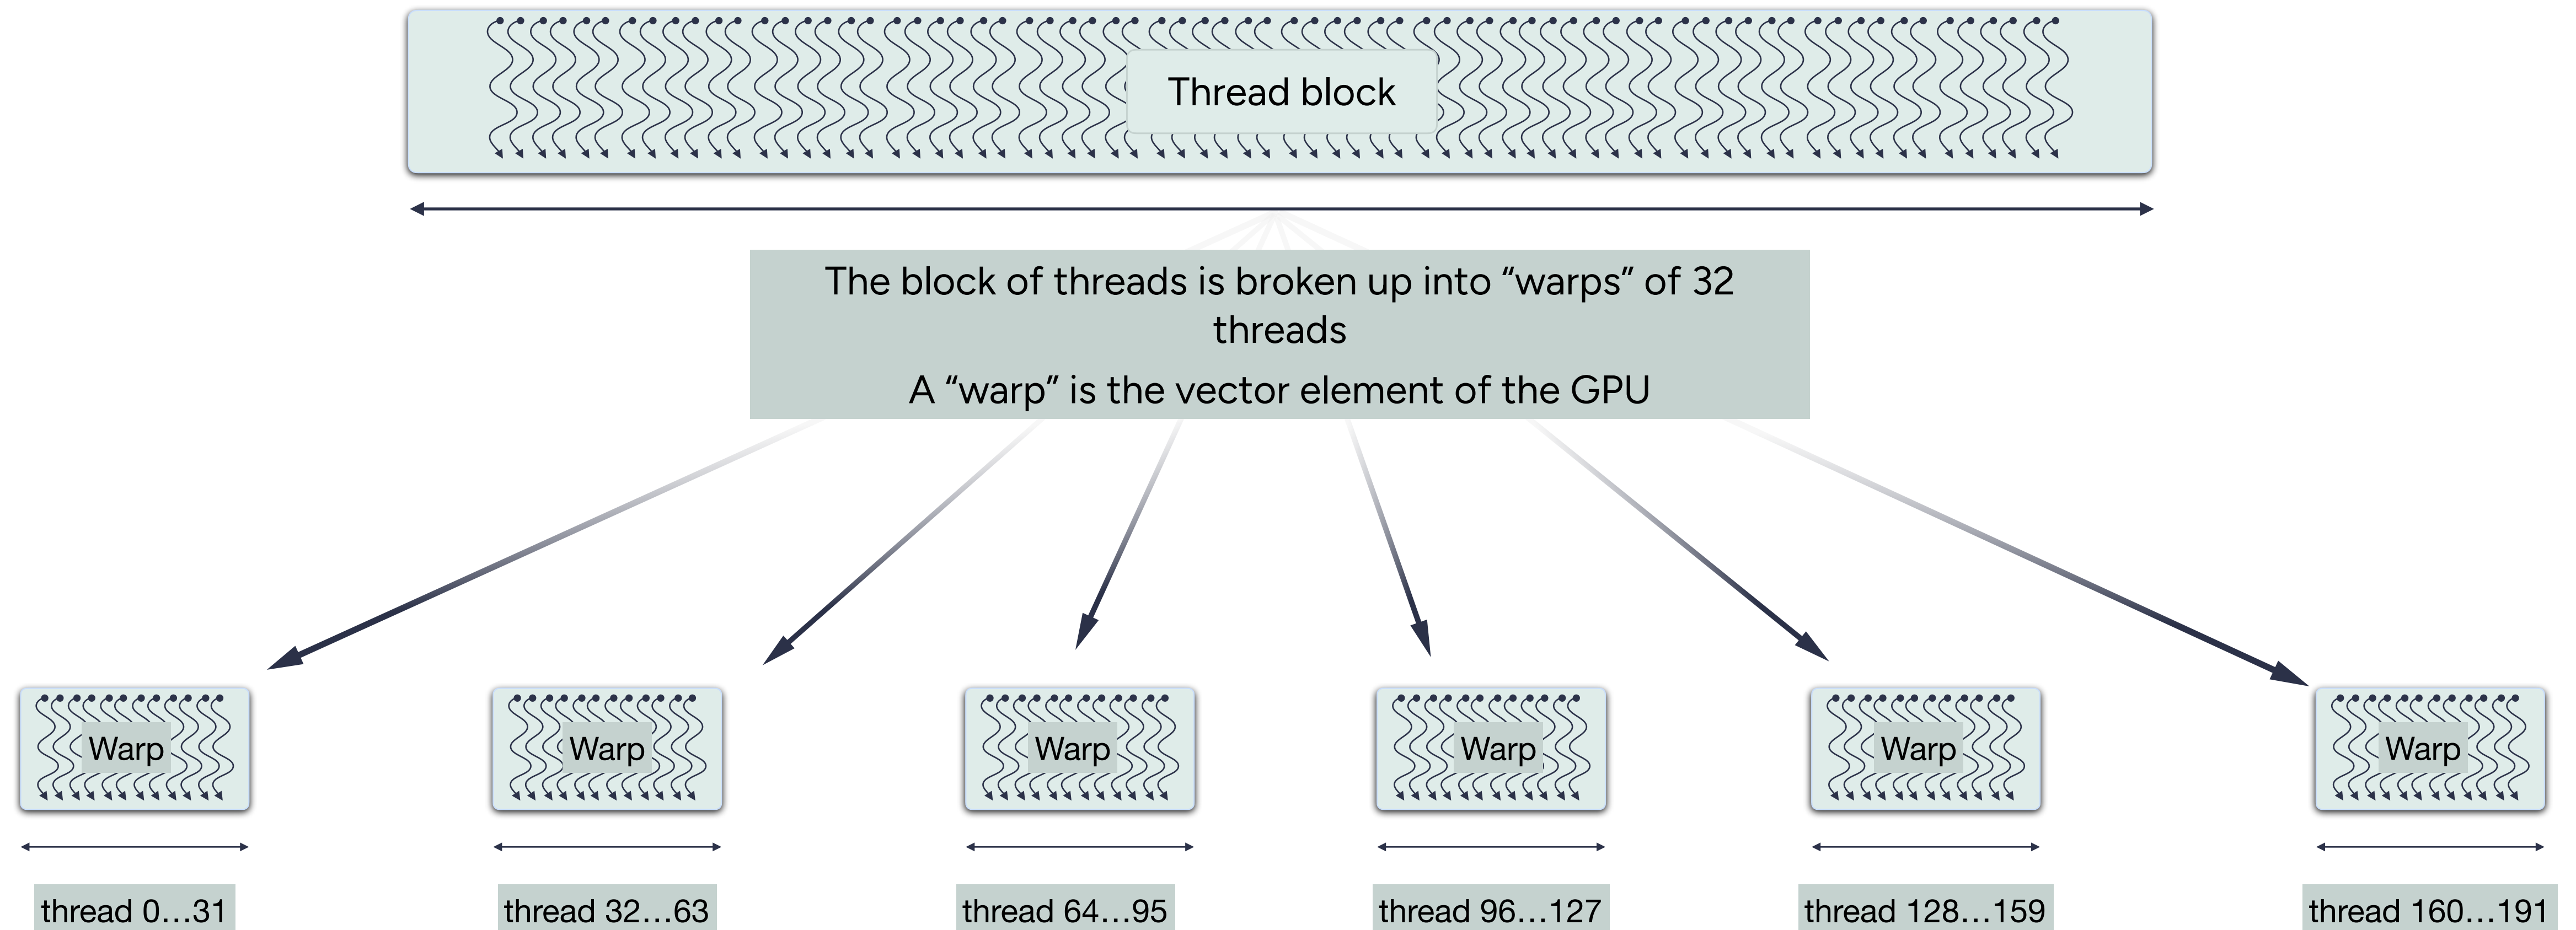 Thread block
The block of threads is broken up into “warps” of 32
threads
A “warp” is the vector element of the GPU
Warp
Warp
Warp
Warp
Warp
Warp
thread 0…31
thread 32…63
thread 64…95
thread 96…127
thread 128…159
thread 160…191